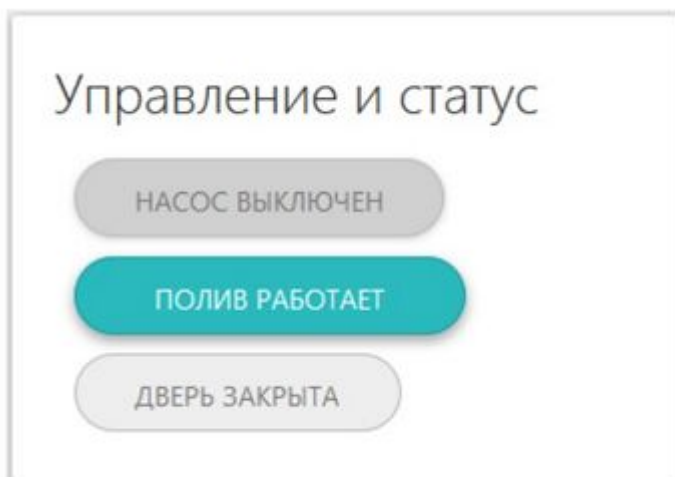 Управление и статус
НАСОС ВЫКЛЮЧЕН
ПОЛИВ РАБОТАЕТ
ДВЕРЬ ЗАКРЫТА